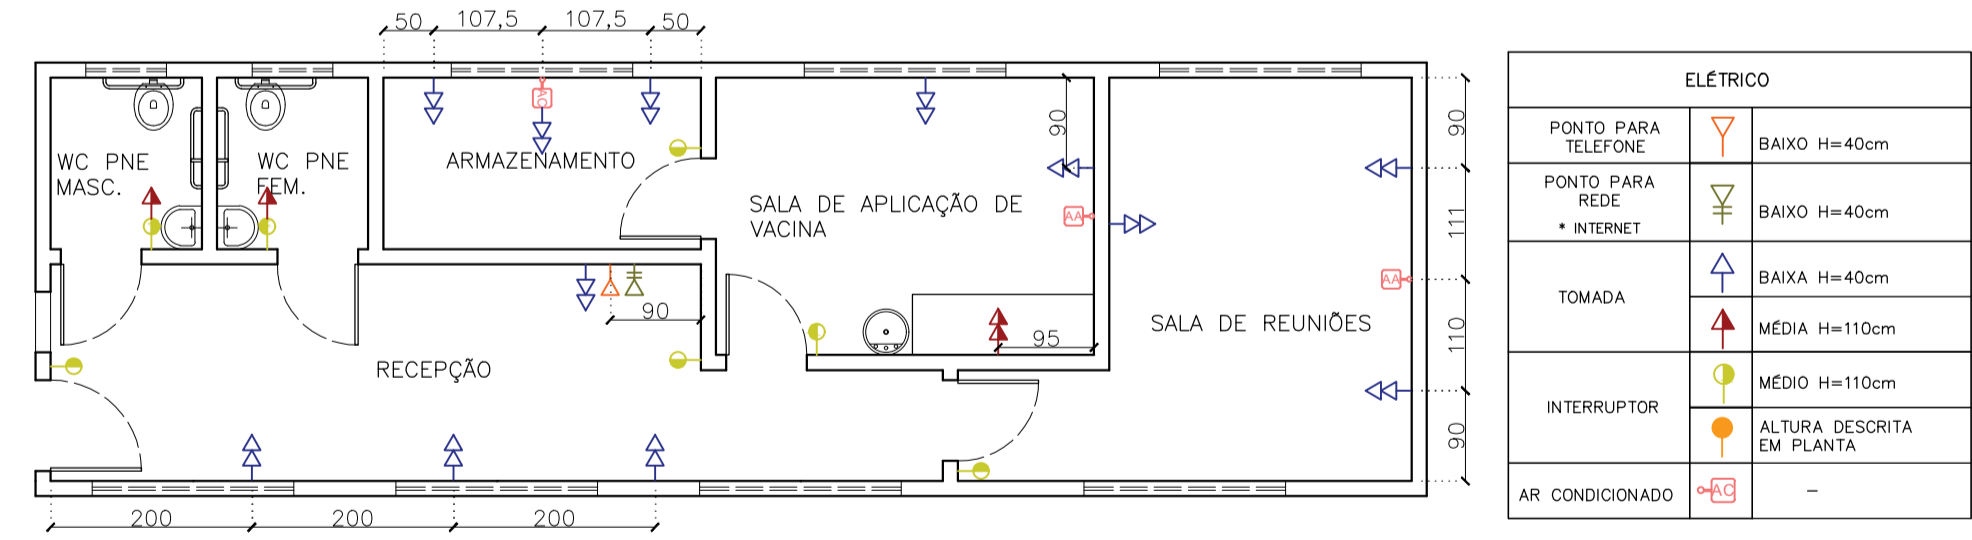 50
107,5
107,5
50
WC PNE
MASC.
WC PNE
FEM.
AC
ARMAZENAMENTO
SALA DE APLICAÇÃO DE
VACINA
90
AA
90
111
110
90
AA
SALA DE REUNIÕES
90
95
RECEPÇÃO
200
200
200
ELÉTRICO
PONTO PARA
TELEFONE
BAIXO H=40cm
PONTO PARA
REDE
* INTERNET
BAIXO H=40cm
TOMADA
BAIXA H=40cm
MÉDIA H=110cm
INTERRUPTOR
MÉDIO H=110cm
ALTURA DESCRITA
EM PLANTA
AR CONDICIONADO
AC
–